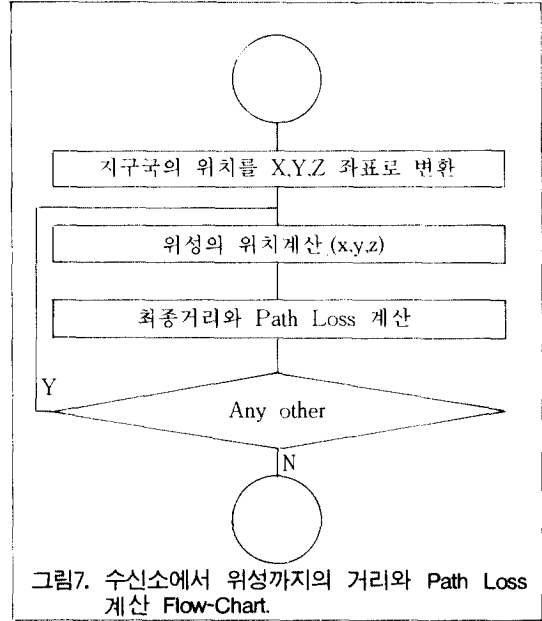 지구국의 위치를 X,Y,Z 좌표로 변환
위성의 위치계산 (x,y,z)
최종거리와 Path Loss 계산
Y
Any other
N
그림7. 수신소에서 위성까지의 거리와 Path Loss
계산 Flow-Chart.